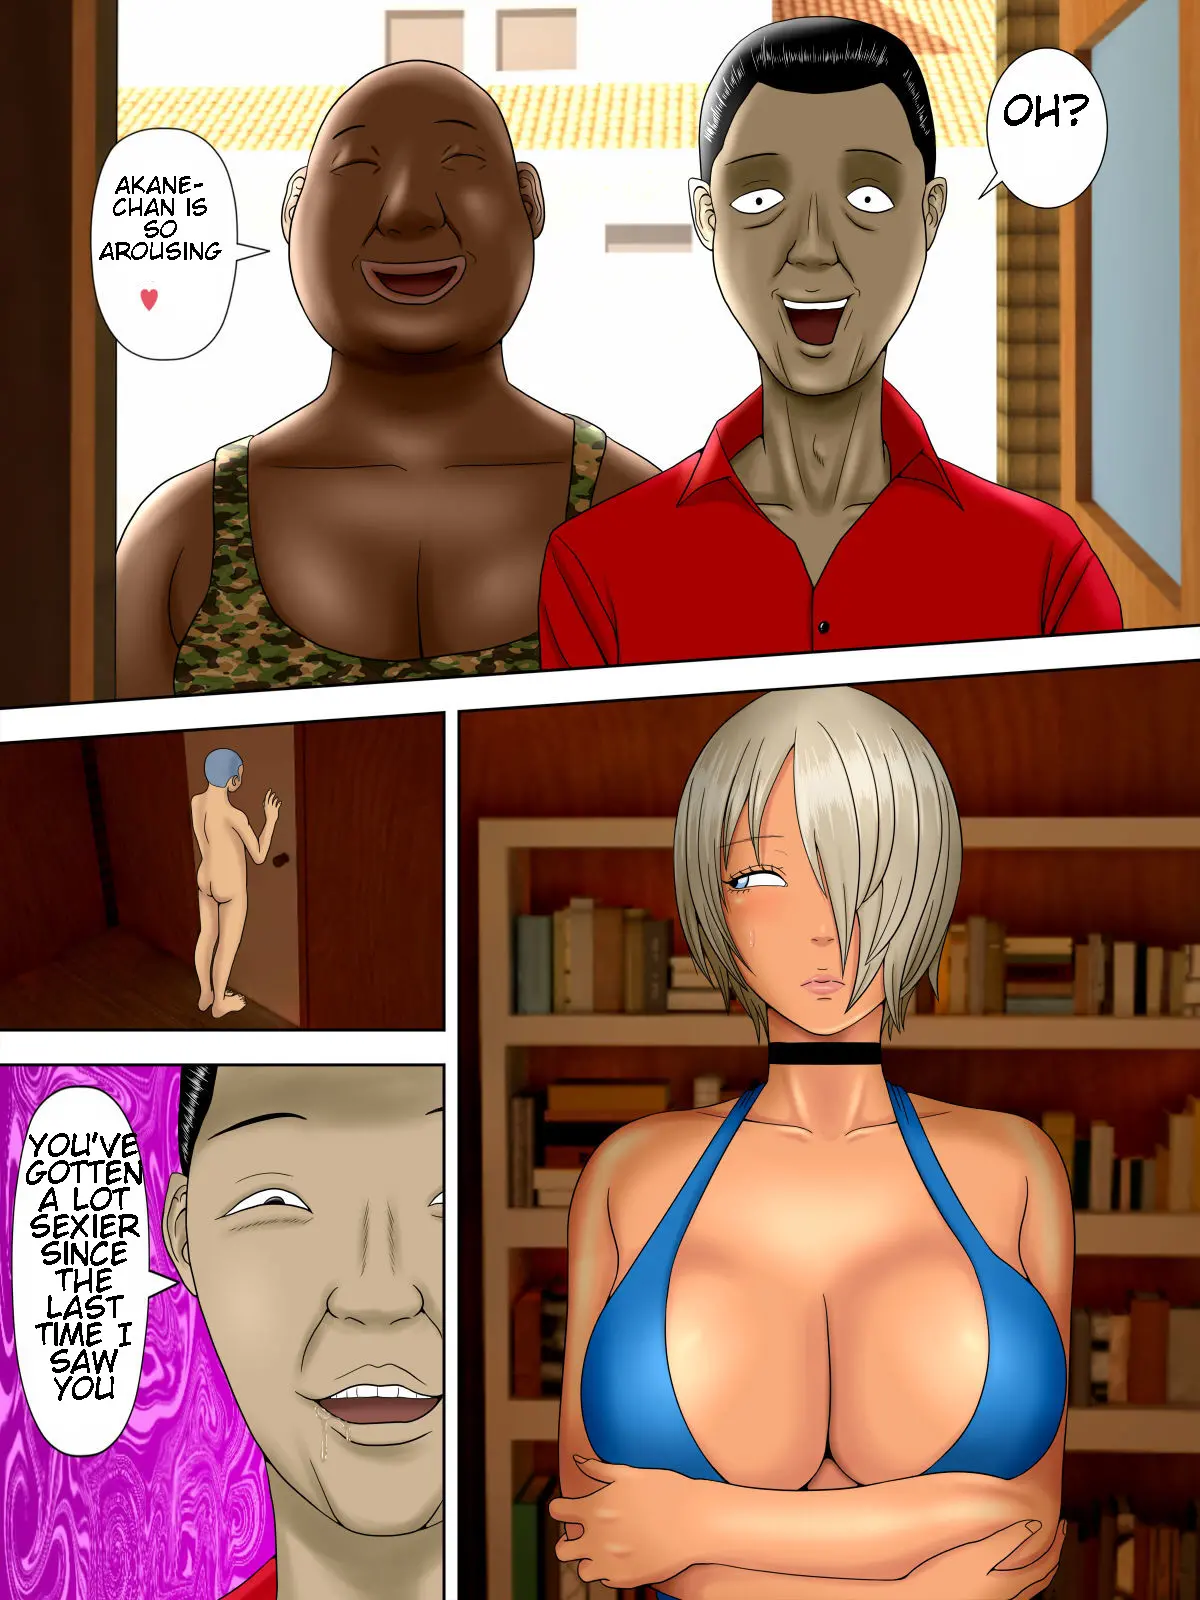 OH?
AKANE-
CHAN IS
SO
AROUSING
YOU'VE
GOTTEN
A LOT
SEXIER
SINCE
THE
LAST
TIME I
SAW
YOU